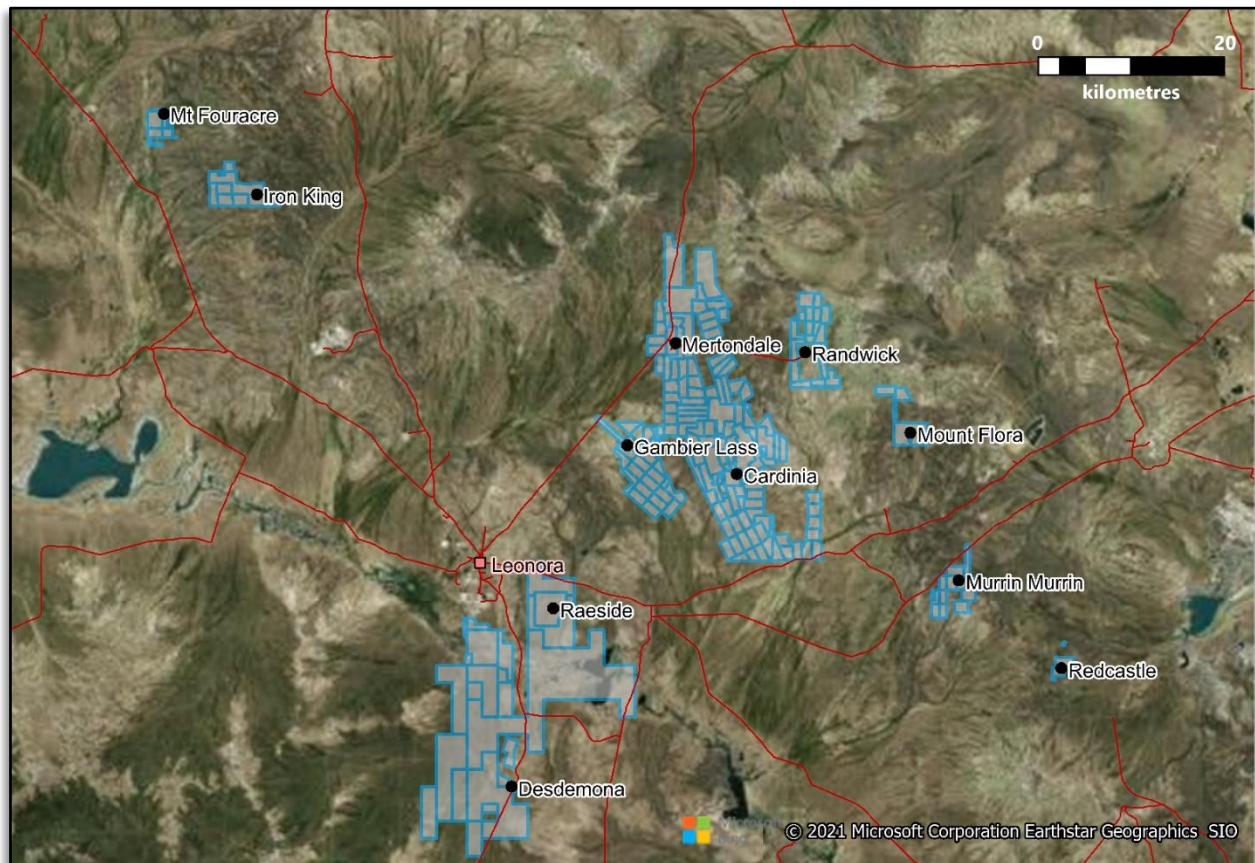 0 20
kilometres
Mt Fouracre
Iron King
Mertondale
Randwick
Mount Flora
Gambier Lass
Cardinia
Leonora
Murrin Murrin
Raeside
Redcastle
Desdemona
© 2021 Microsoft Corporation Earthstar Geographics SIO